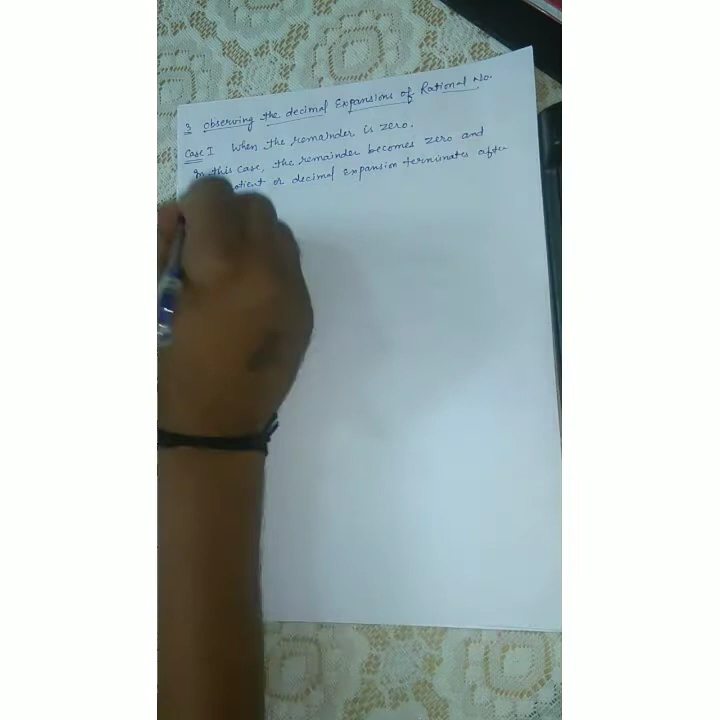 3 Observing the decimal Expansions of Rational No.
Case I When the remainder is zero.
In this case, the remainder becomes zero and
or decimal expansion terminates after